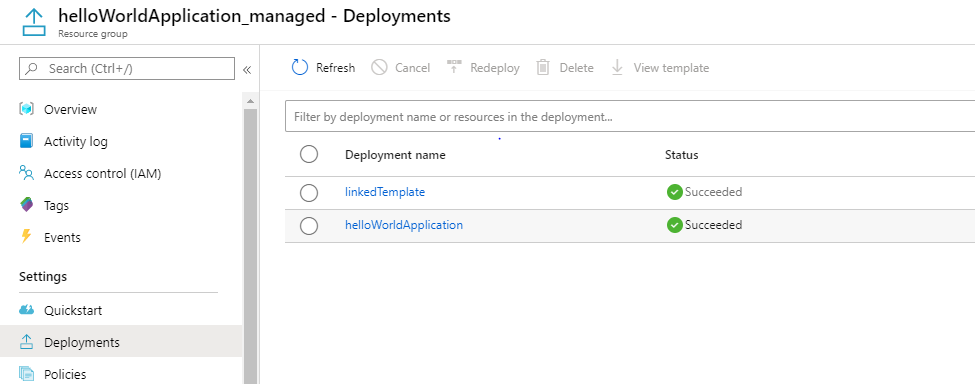 helloWorldApplication_managed - Deployments
Resource group
Search (Ctrl+/)
«
Overview
Activity log
Access control (IAM)
Tags
Events
Settings
Quickstart
Deployments
Policies
Refresh Cancel Redeploy Delete View template
Filter by deployment name or resources in the deployment...
Deployment name Status
linkedTemplate Succeeded
helloWorldApplication Succeeded